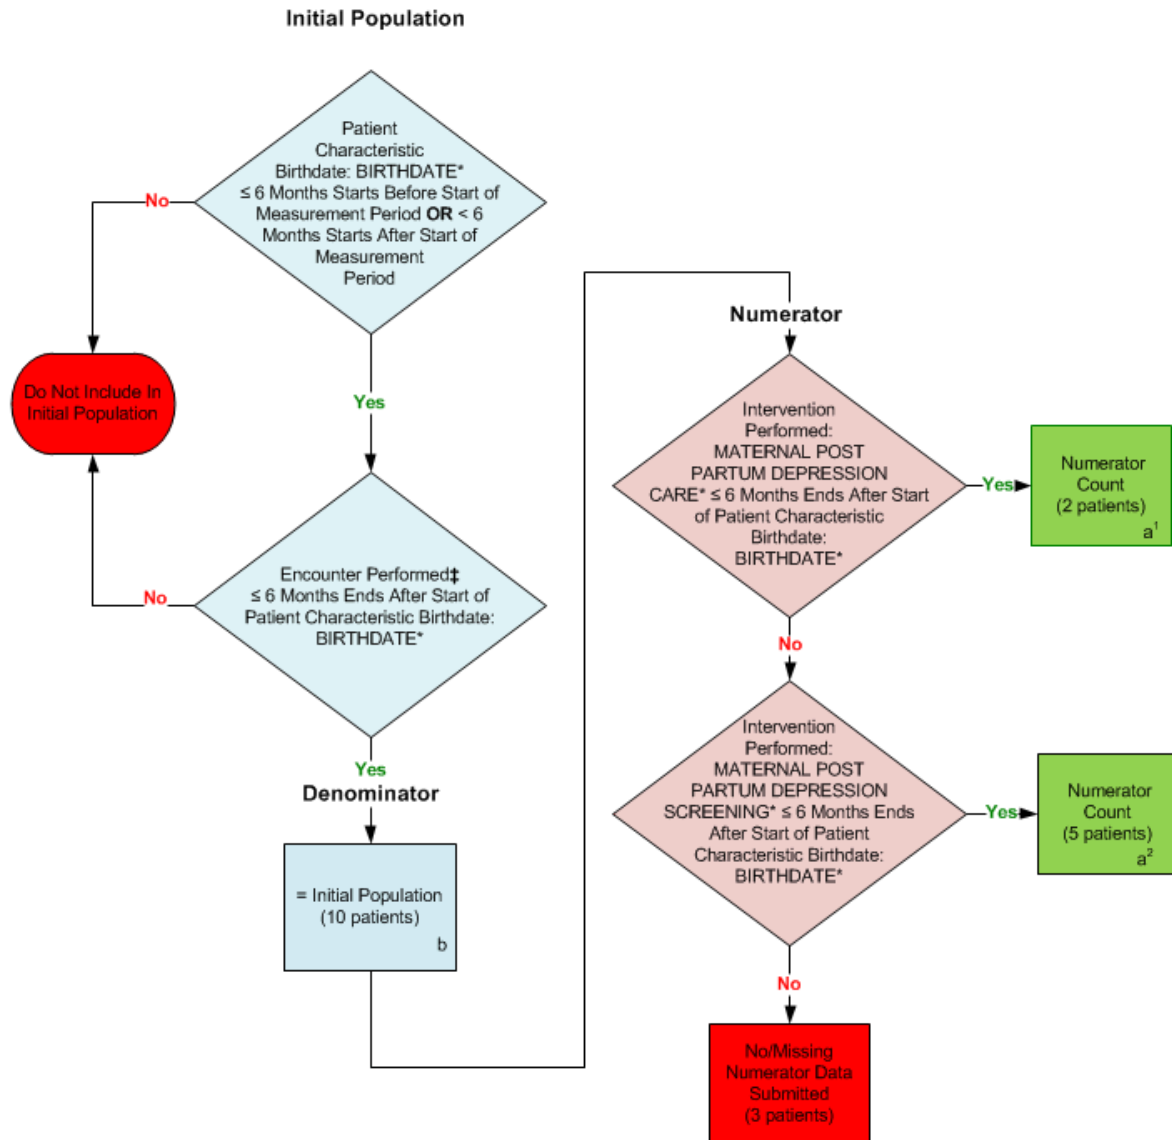 Initial Population
Patient
Characteristic
Birthdate: BIRTHDATE*
≤ 6 Months Starts Before Start of
Measurement Period OR < 6
Months Starts After Start of
Measurement
Period
No
Do Not Include In
Initial Population
Yes
Encounter Performed‡
≤ 6 Months Ends After Start of
Patient Characteristic Birthdate:
BIRTHDATE*
No
Yes
Denominator
= Initial Population
(10 patients)
b
Numerator
Intervention
Performed:
MATERNAL POST
PARTUM DEPRESSION
CARE* ≤ 6 Months Ends After Start
of Patient Characteristic
Birthdate:
BIRTHDATE*
Yes
Numerator
Count
(2 patients)
a¹
No
Intervention
Performed:
MATERNAL POST
PARTUM DEPRESSION
SCREENING* ≤ 6 Months Ends
After Start of Patient
Characteristic Birthdate:
BIRTHDATE*
Yes
Numerator
Count
(5 patients)
a²
No
No/Missing
Numerator Data
Submitted
(3 patients)